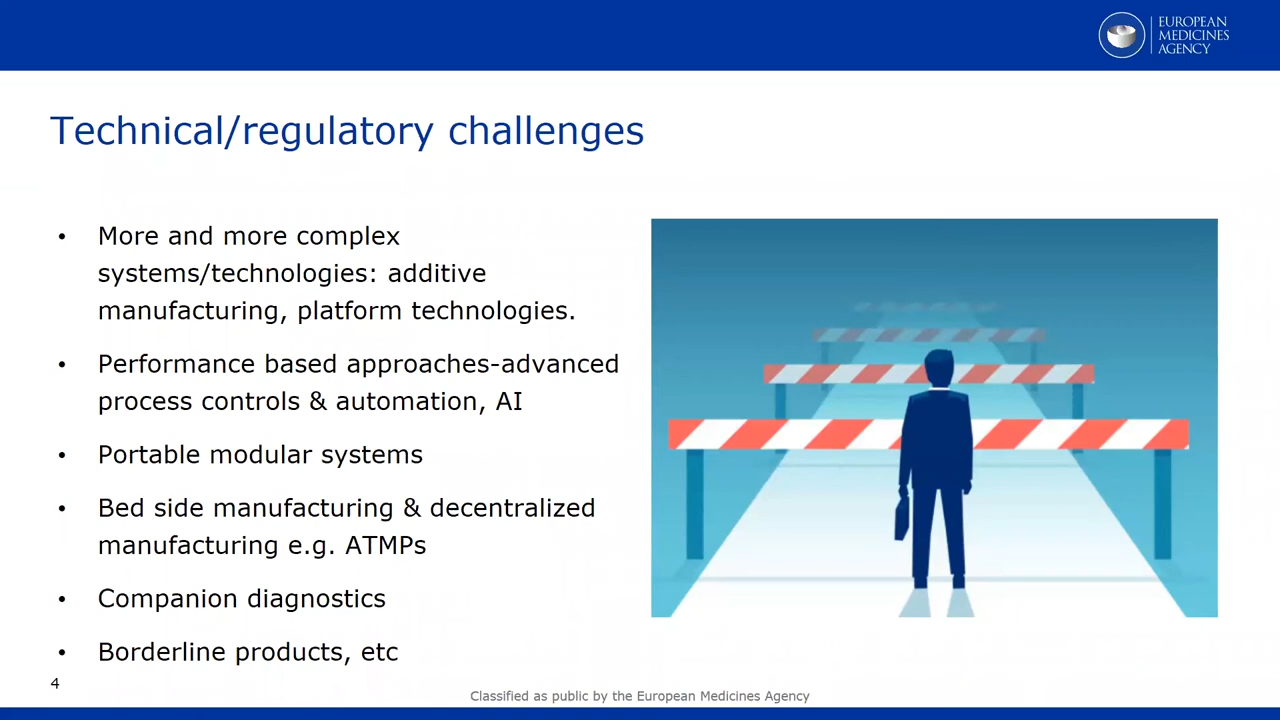 EUROPEAN
MEDICINES
AGENCY
Technical/regulatory challenges
• More and more complex
systems/technologies: additive
manufacturing, platform technologies.
• Performance based approaches-advanced
process controls & automation, AI
• Portable modular systems
• Bed side manufacturing & decentralized
manufacturing e.g. ATMPs
• Companion diagnostics
• Borderline products, etc
4
Classified as public by the European Medicines Agency